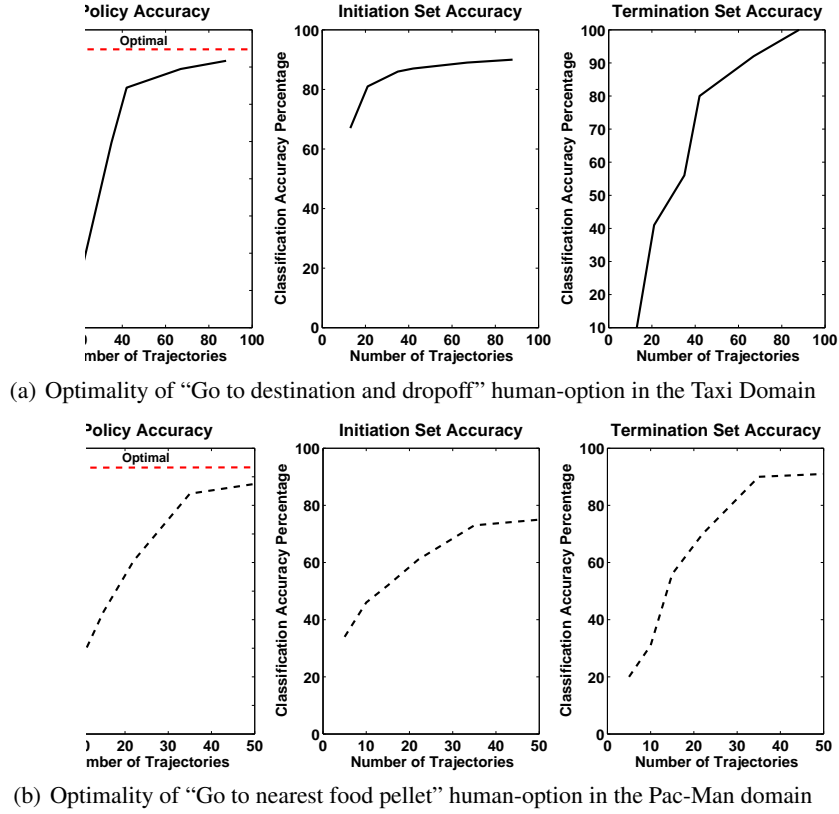 Policy Accuracy
Initiation Set Accuracy
Termination Set Accuracy
Optimal
40 60 80 100
mber of Trajectories
Classification Accuracy Percentage
100
80
60
40
20
0
0 20 40 60 80 100
Number of Trajectories
Classification Accuracy Percentage
100
90
80
70
60
50
40
30
20
10
0 20 40 60 80 100
Number of Trajectories
(a) Optimality of “Go to destination and dropoff” human-option in the Taxi Domain
Policy Accuracy
Initiation Set Accuracy
Termination Set Accuracy
Optimal
20 30 40 50
mber of Trajectories
Classification Accuracy Percentage
100
80
60
40
20
0
0 10 20 30 40 50
Number of Trajectories
Classification Accuracy Percentage
100
80
60
40
20
0
0 10 20 30 40 50
Number of Trajectories
(b) Optimality of “Go to nearest food pellet” human-option in the Pac-Man domain